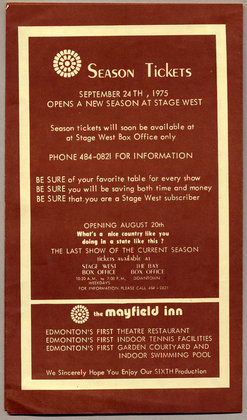 SEASON TICKETS
SEPTEMBER 24TH, 1975
OPENS A NEW SEASON AT STAGE WEST
Season tickets will soon be available at
at Stage West Box Office only
PHONE 484-0821 FOR INFORMATION
BE SURE of your favorite table for every show
BE SURE you will be saving both time and money
BE SURE that you are a Stage West subscriber
OPENING AUGUST 20th
What's a nice country like you
doing in a state like this ?
THE LAST SHOW OF THE CURRENT SEASON
tickets available at
STAGE WEST THE BAY
BOX OFFICE BOX OFFICE
10:30 A.M. to 7:00 P.M. DOWNTOWN
WEEKDAYS
FOR INFORMATION PLEASE CALL 484-0821
the mayfield inn
EDMONTON'S FIRST THEATRE RESTAURANT
EDMONTON'S FIRST INDOOR TENNIS FACILITIES
EDMONTON'S FIRST GARDEN COURTYARD AND
INDOOR SWIMMING POOL
We Sincerely Hope You Enjoy Our SIXTH Production